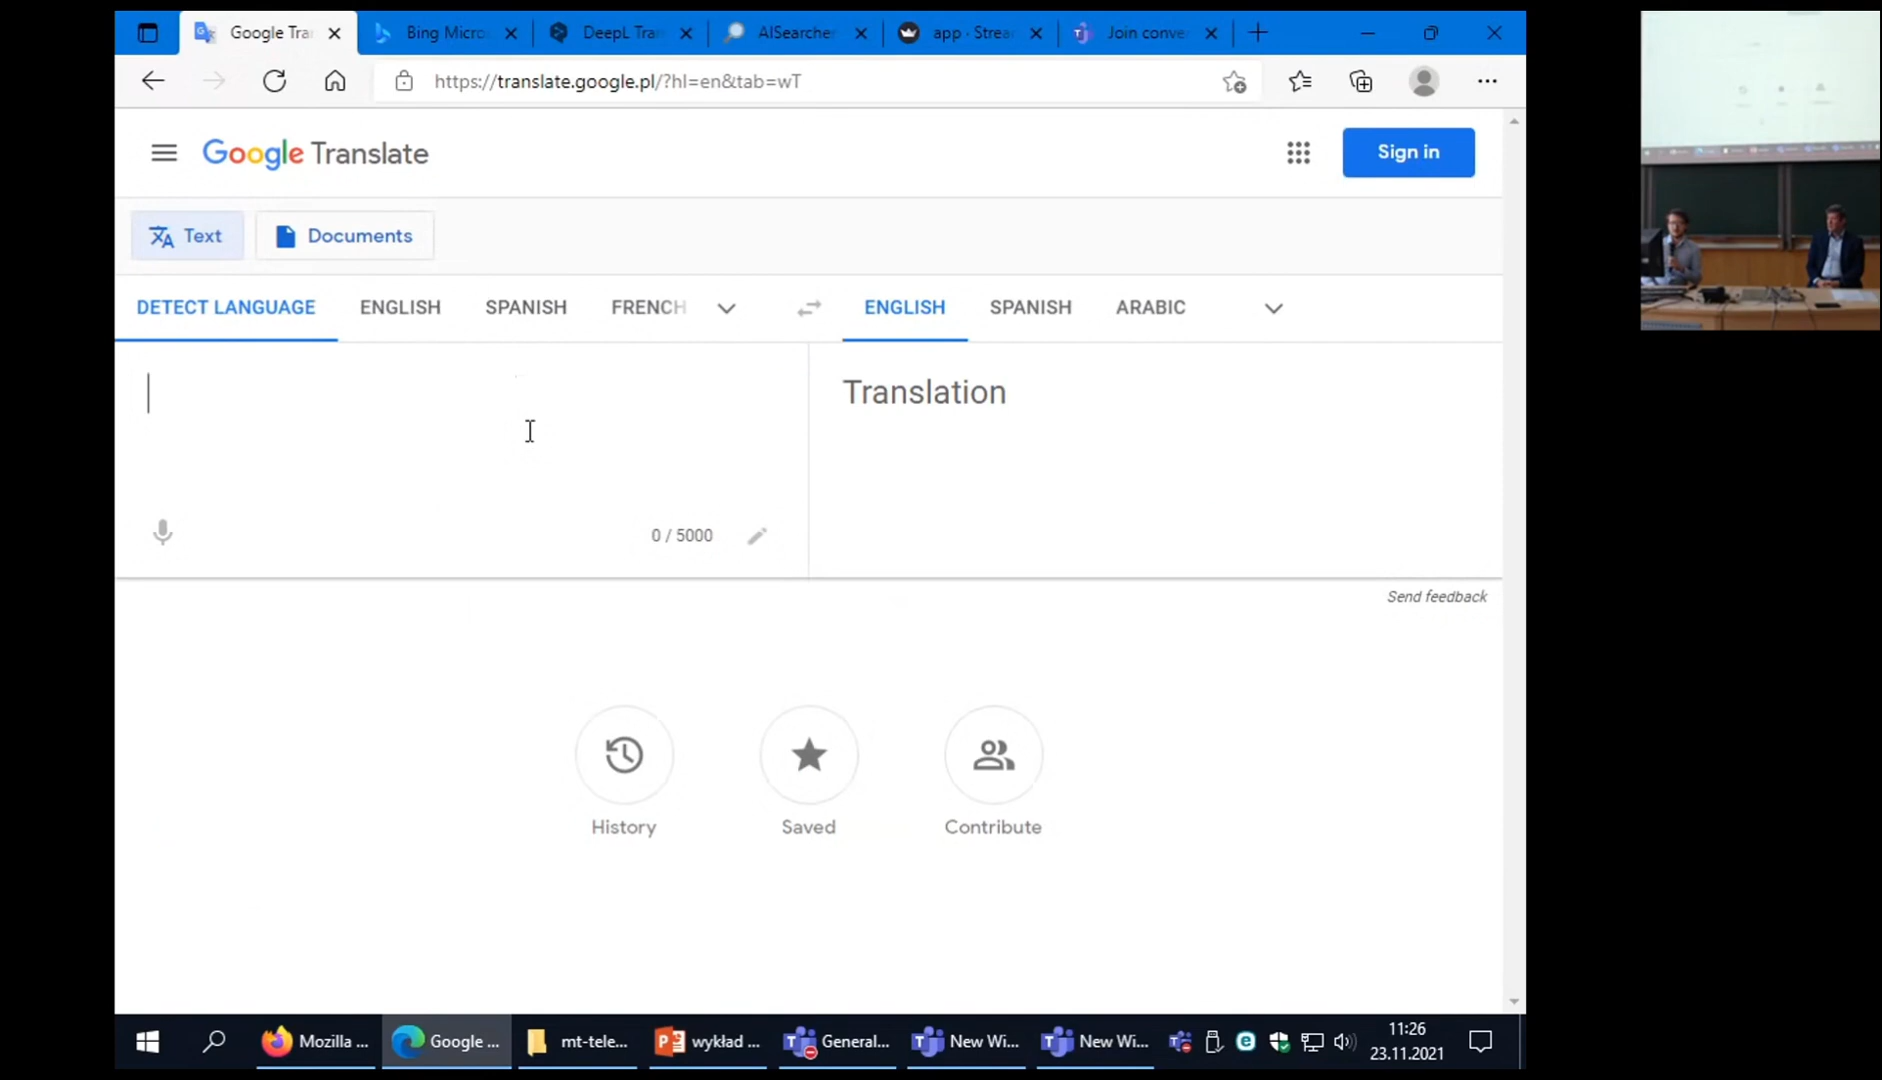 Google Tra
Bing Micro
DeepL Tran
AISearche
app · Strea
Join conve
https://translate.google.pl/?hl=en&tab=wT
Google Translate
Sign in
Text
Documents
DETECT LANGUAGE
ENGLISH
SPANISH
FRENCH
ENGLISH
SPANISH
ARABIC
Translation
0 / 5000
Send feedback
History
Saved
Contribute
Mozilla ...
Google ...
mt-tele...
wykład ...
General...
New Wi...
New Wi...
11:26
23.11.2021